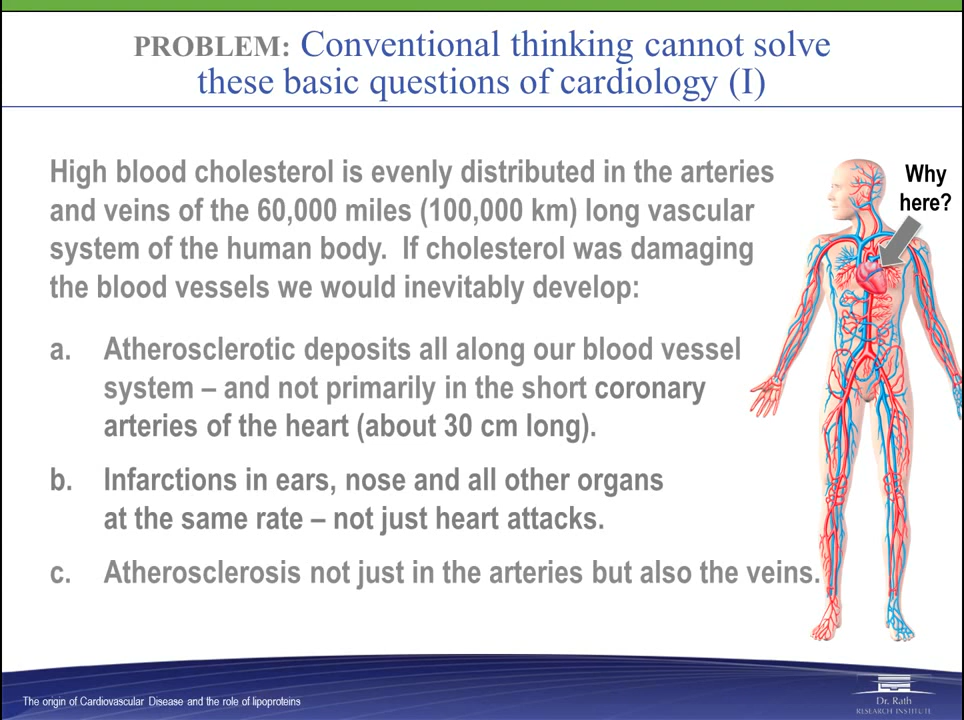 PROBLEM: Conventional thinking cannot solve
these basic questions of cardiology (I)
High blood cholesterol is evenly distributed in the arteries
and veins of the 60,000 miles (100,000 km) long vascular
system of the human body. If cholesterol was damaging
the blood vessels we would inevitably develop:
a. Atherosclerotic deposits all along our blood vessel
system – and not primarily in the short coronary
arteries of the heart (about 30 cm long).
b. Infarctions in ears, nose and all other organs
at the same rate – not just heart attacks.
c. Atherosclerosis not just in the arteries but also the veins.
Why
here?
The origin of Cardiovascular Disease and the role of lipoproteins
Dr. Rath
RESEARCH INSTITUTE